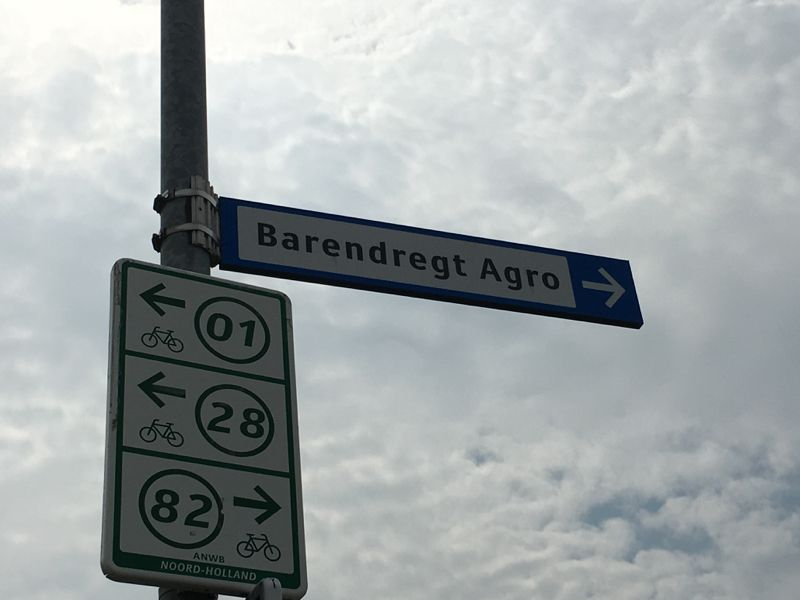 Barendregt Agro
01
28
82
ANWB
NOORD-HOLLAND